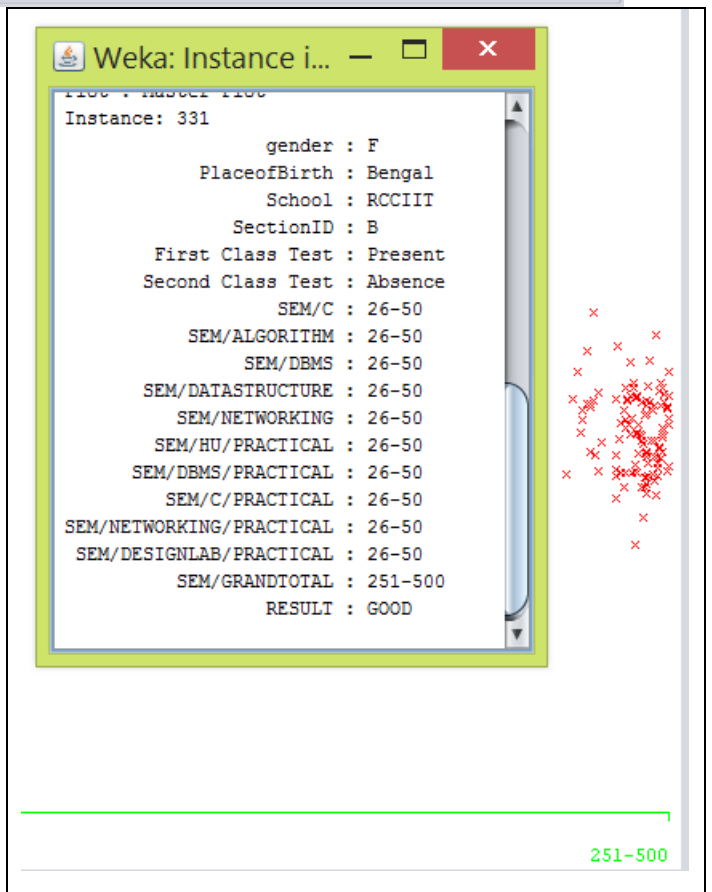 Weka: Instance i...
Plot : Master Plot
Instance: 331
gender : F
PlaceofBirth : Bengal
School : RCCIIT
SectionID : B
First Class Test : Present
Second Class Test : Absence
SEM/C : 26-50
SEM/ALGORITHM : 26-50
SEM/DBMS : 26-50
SEM/DATASTRUCTURE : 26-50
SEM/NETWORKING : 26-50
SEM/HU/PRACTICAL : 26-50
SEM/DBMS/PRACTICAL : 26-50
SEM/C/PRACTICAL : 26-50
SEM/NETWORKING/PRACTICAL : 26-50
SEM/DESIGNLAB/PRACTICAL : 26-50
SEM/GRANDTOTAL : 251-500
RESULT : GOOD
251-500